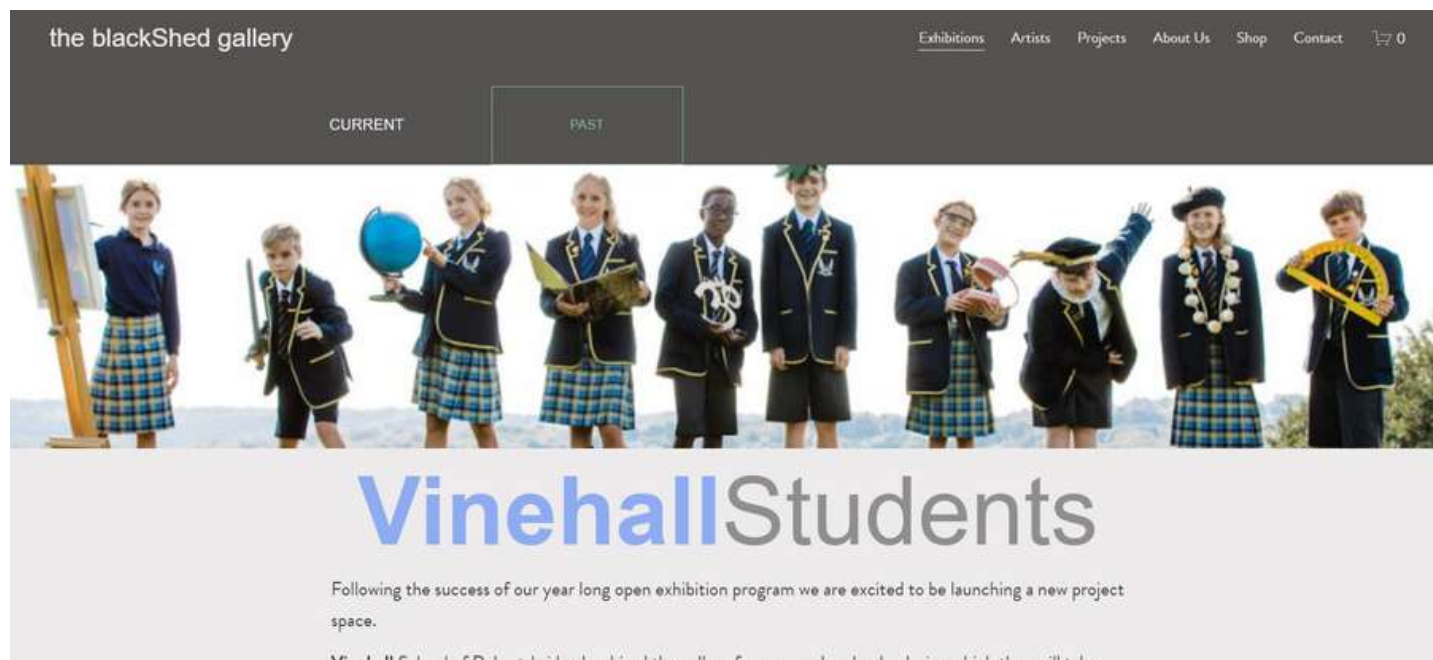 the blackShed gallery
Exhibitions Artists Projects About Us Shop Contact 0
CURRENT PAST
VinehallStudents
Following the success of our year long open exhibition program we are excited to be launching a new project
space.